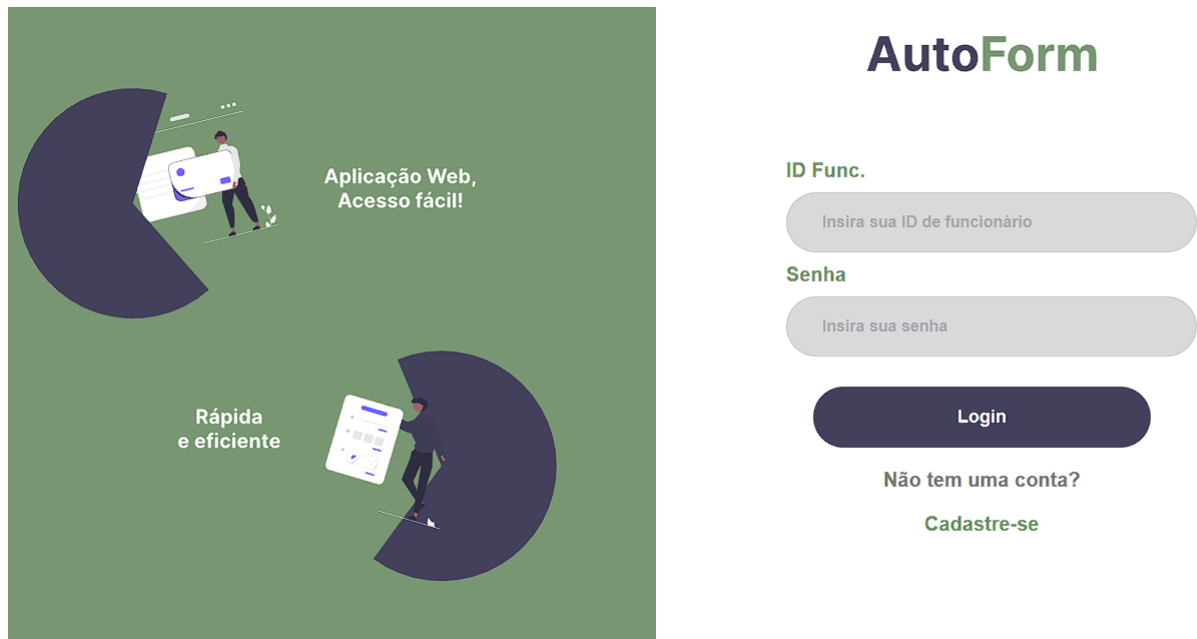 Aplicação Web,
Acesso fácil!
Rápida
e eficiente
AutoForm
ID Func.
Insira sua ID de funcionário
Senha
Insira sua senha
Login
Não tem uma conta?
Cadastre-se